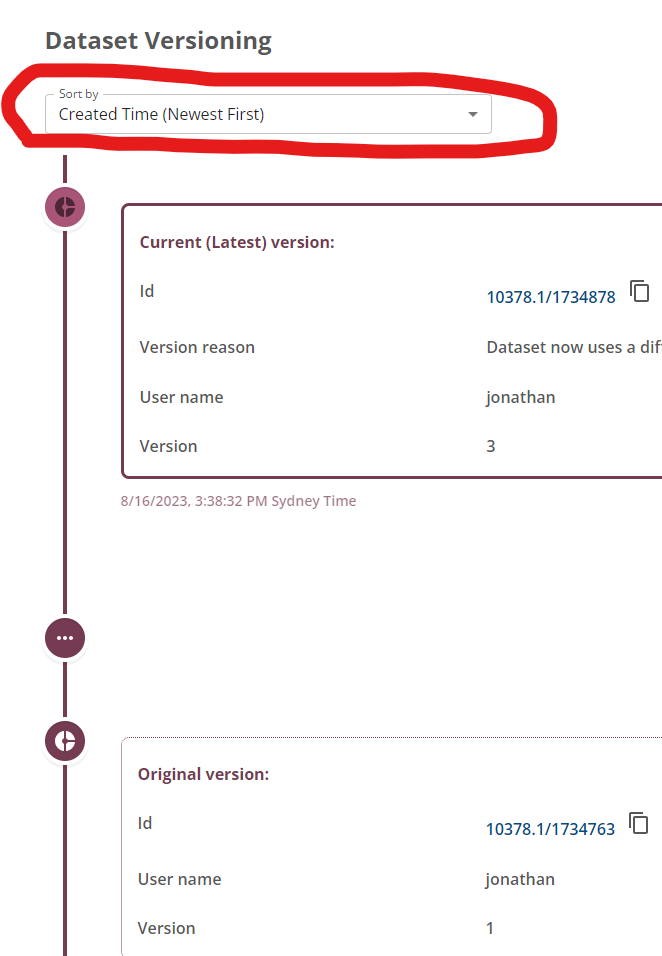 Dataset Versioning
Sort by
Created Time (Newest First)
Current (Latest) version:
Id 10378.1/1734878
Version reason Dataset now uses a dif
User name jonathan
Version 3
8/16/2023, 3:38:32 PM Sydney Time
Original version:
Id 10378.1/1734763
User name jonathan
Version 1